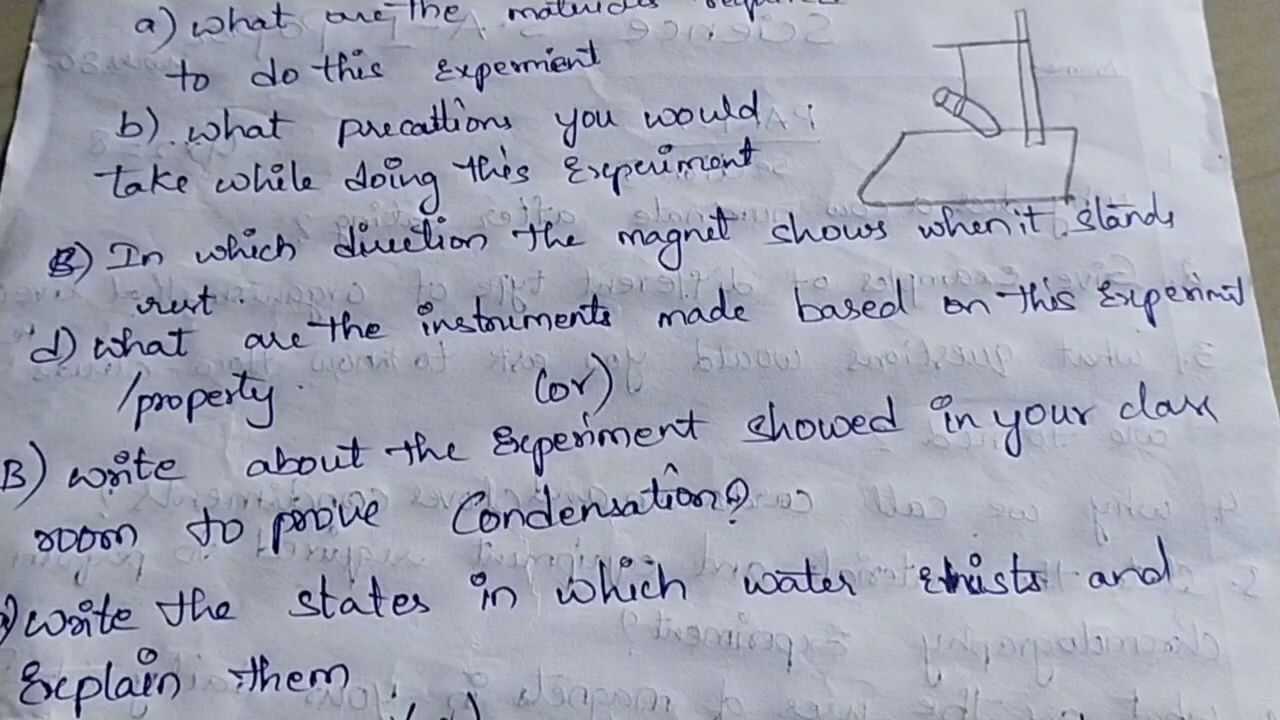 a) what are the materials required
to do this Experment
b) what precautions you would
take while doing this Experiment
C) In which direction the magnet shows when it stands
rest.
d) what are the instruments made based on this Experiment
/property.
(or)
B) write about the Experiment showed in your class
room to prove Condensation?
write the states in which water exists and
Explain them.